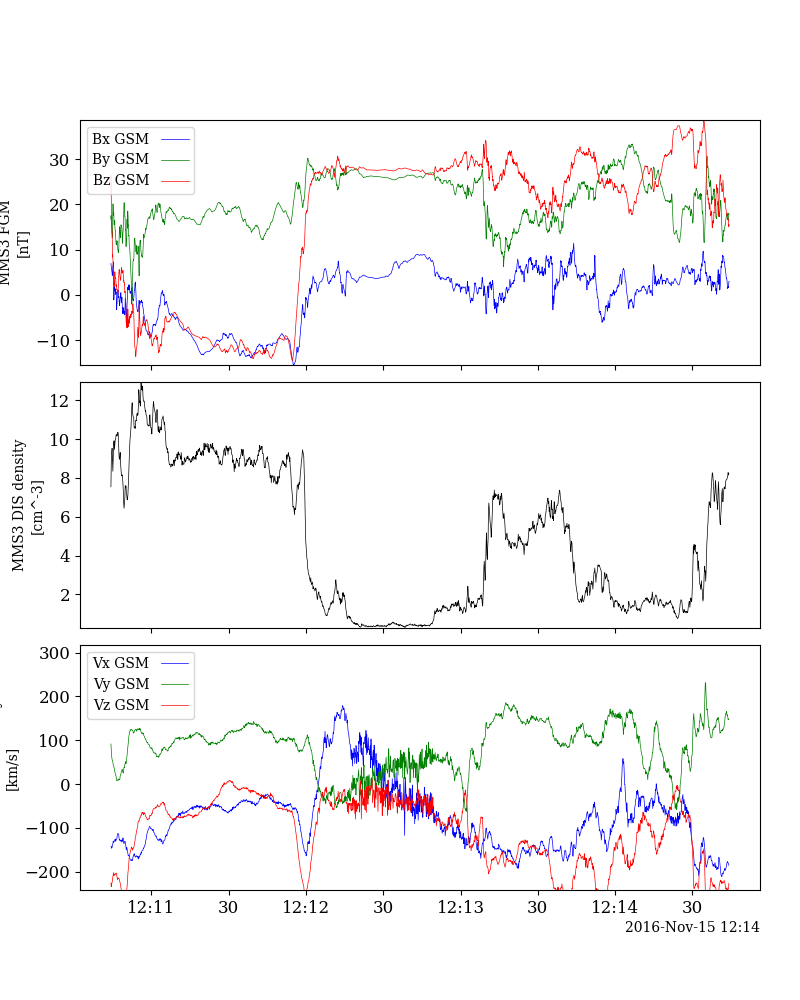 Bx GSM
By GSM
Bz GSM
30
20
10
0
−10
MMS3 FGM
[nT]
12
10
8
6
4
2
MMS3 DIS density
[cm^-3]
Vx GSM
Vy GSM
Vz GSM
300
200
100
0
−100
−200
[km/s]
12:11
30
12:12
30
12:13
30
12:14
30
2016-Nov-15 12:14